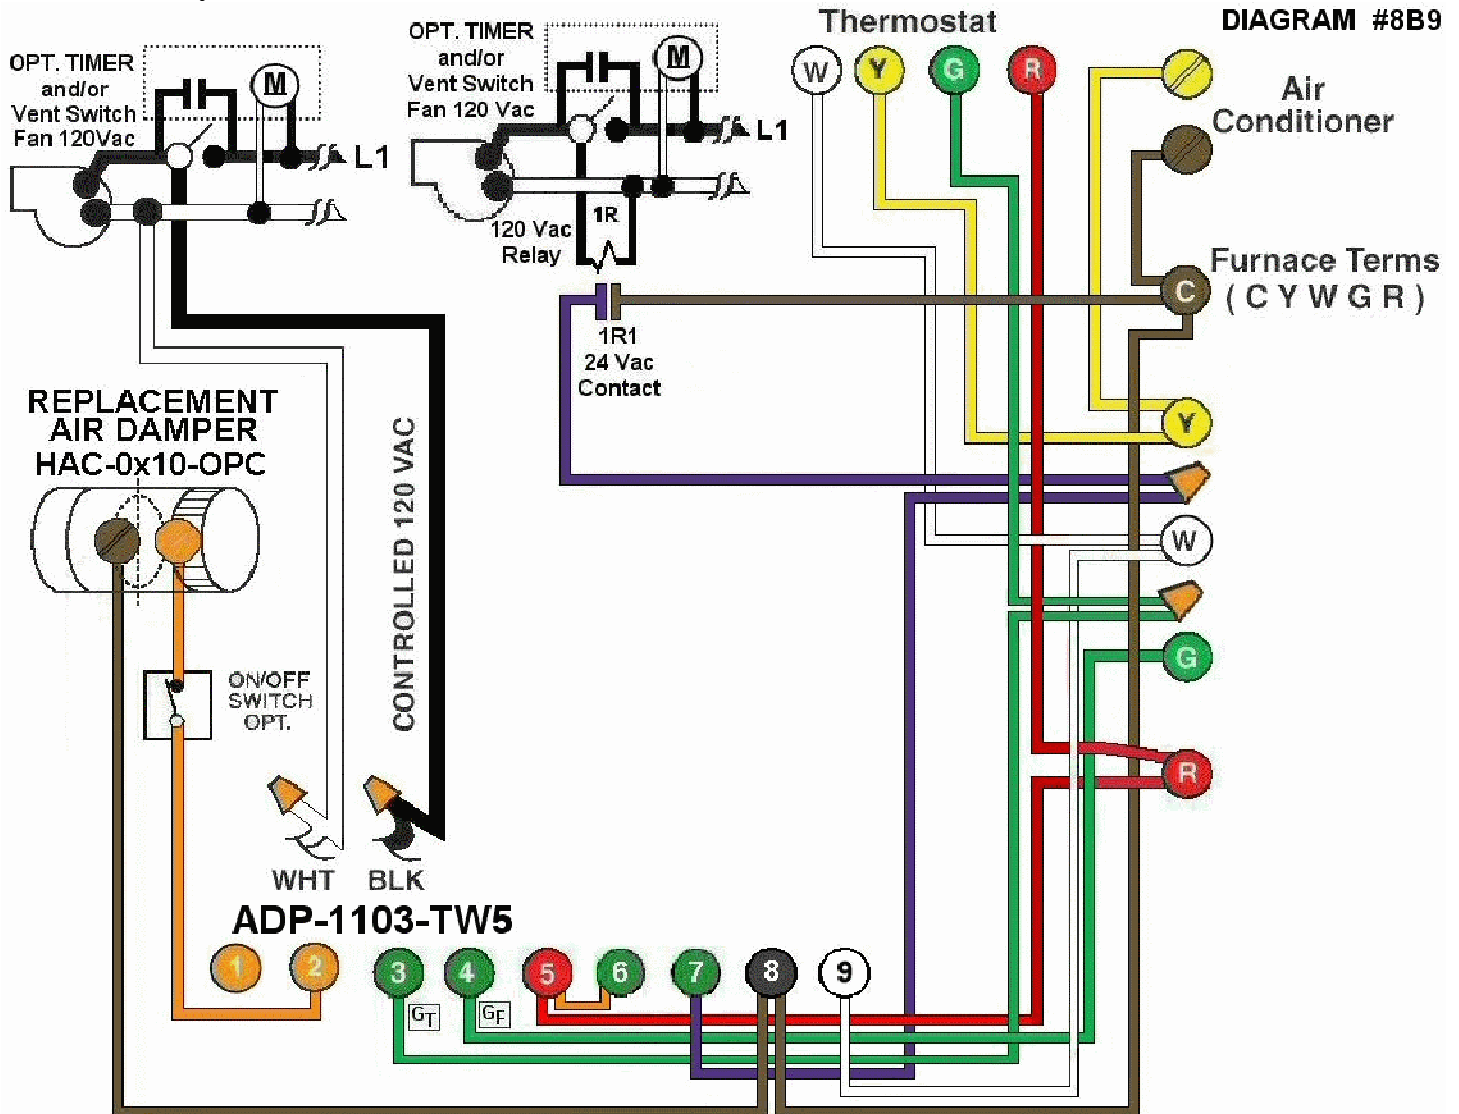 DIAGRAM #8B9
OPT. TIMER
and/or
Vent Switch
Fan 120Vac
M
L1
OPT. TIMER
and/or
Vent Switch
Fan 120 Vac
M
L1
1R
120 Vac
Relay
1R1
24 Vac
Contact
Thermostat
W Y G R
Air
Conditioner
Furnace Terms
( C Y W G R )
C
Y
W
G
R
REPLACEMENT
AIR DAMPER
HAC-0x10-OPC
CONTROLLED 120 VAC
ON/OFF
SWITCH
OPT.
WHT BLK
ADP-1103-TW5
1 2 3 4 5 6 7 8 9
GT GF